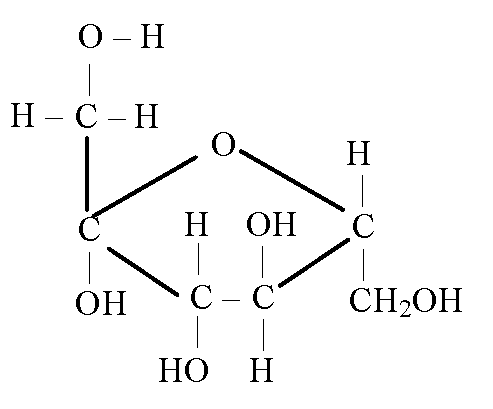 O – H
H – C – H
O
H
C
H
OH
C
OH
C – C
CH₂OH
HO
H